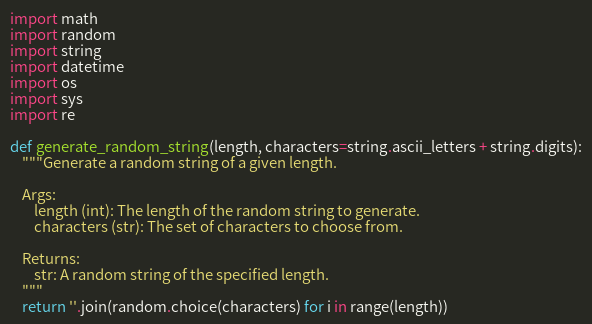 import math
import random
import string
import datetime
import os
import sys
import re

def generate_random_string(length, characters=string.ascii_letters + string.digits):
    """Generate a random string of a given length.

    Args:
        length (int): The length of the random string to generate.
        characters (str): The set of characters to choose from.

    Returns:
        str: A random string of the specified length.
    """
    return ''.join(random.choice(characters) for i in range(length))